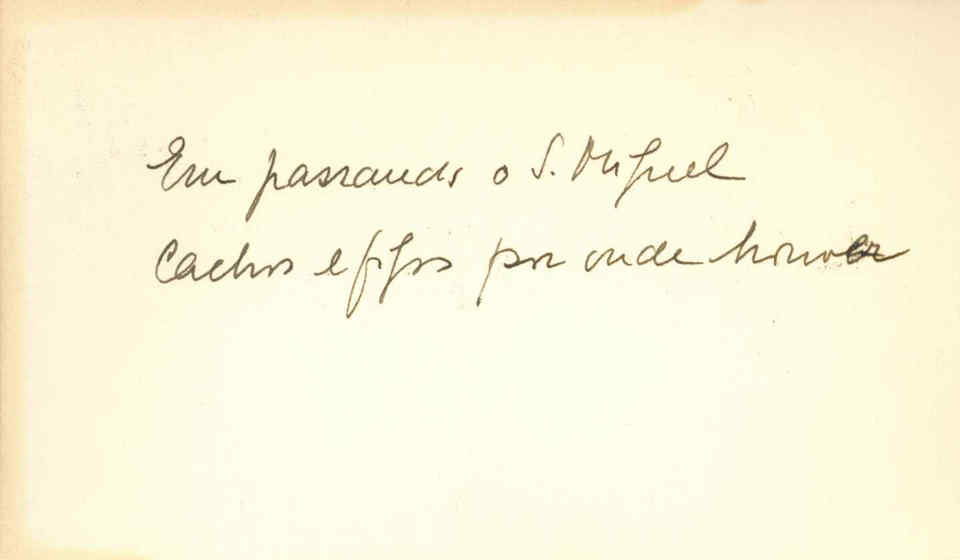 Em passando o S. Miguel
Cachos e figos por onde houver